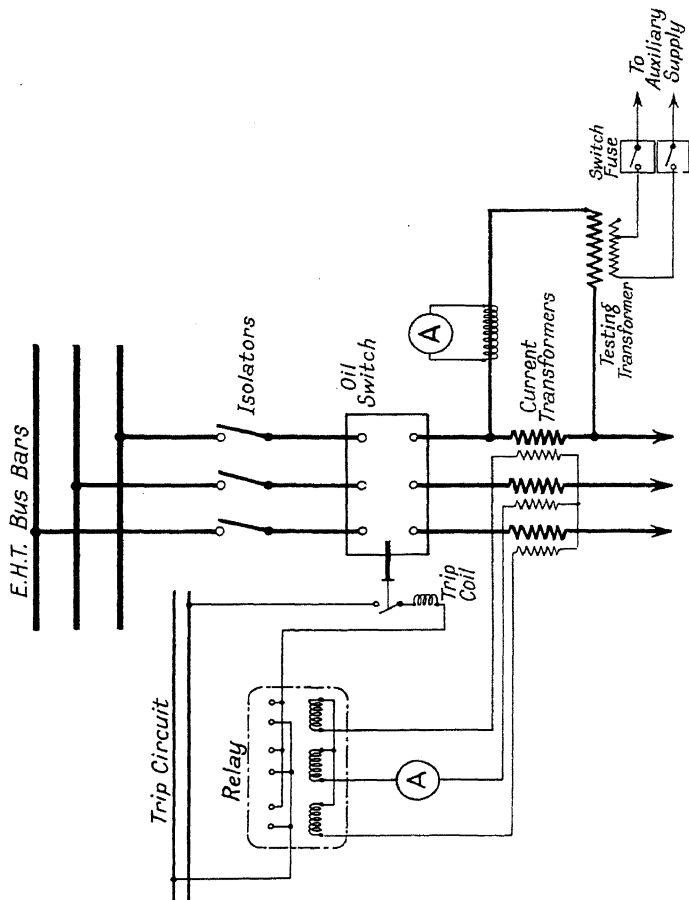 To
Auxiliary
Supply
Switch
Fuse
Testing
Transformer
A
Current
Transformers
Isolators
Oil
Switch
E.H.T. Bus Bars
Trip
Coil
Trip Circuit
Relay
A